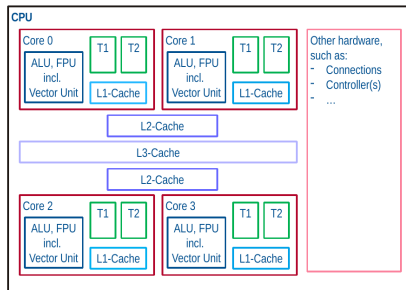 CPU
Core 0
T1
T2
ALU, FPU
incl.
Vector Unit
L1-Cache
Core 1
T1
T2
ALU, FPU
incl.
Vector Unit
L1-Cache
Other hardware,
such as:
- Connections
- Controller(s)
- ...
L2-Cache
L3-Cache
L2-Cache
Core 2
T1
T2
ALU, FPU
incl.
Vector Unit
L1-Cache
Core 3
T1
T2
ALU, FPU
incl.
Vector Unit
L1-Cache